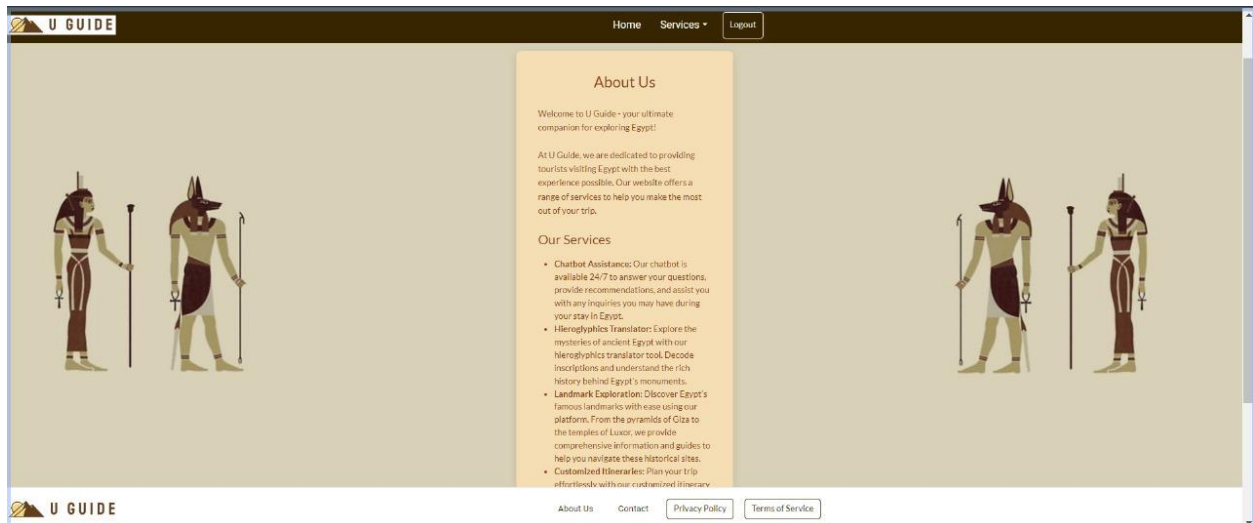 U GUIDE
Home Services Logout
About Us
Welcome to U Guide - your ultimate
companion for exploring Egypt!
At U Guide, we are dedicated to providing
tourists visiting Egypt with the best
experience possible. Our website offers a
range of services to help you make the most
out of your trip.
Our Services
• Chatbot Assistance: Our chatbot is
available 24/7 to answer your questions,
provide recommendations, and assist you
with any inquiries you may have during
your stay in Egypt.
• Hieroglyphics Translator: Explore the
mysteries of ancient Egypt with our
hieroglyphics translator tool. Decode
inscriptions and understand the rich
history behind Egypt's monuments.
• Landmark Exploration: Discover Egypt's
famous landmarks with ease using our
platform. From the pyramids of Giza to
the temples of Luxor, we provide
comprehensive information and guides to
help you navigate these historical sites.
• Customized Itineraries: Plan your trip
effortlessly with our customized itinerary
U GUIDE
About Us Contact Privacy Policy Terms of Service